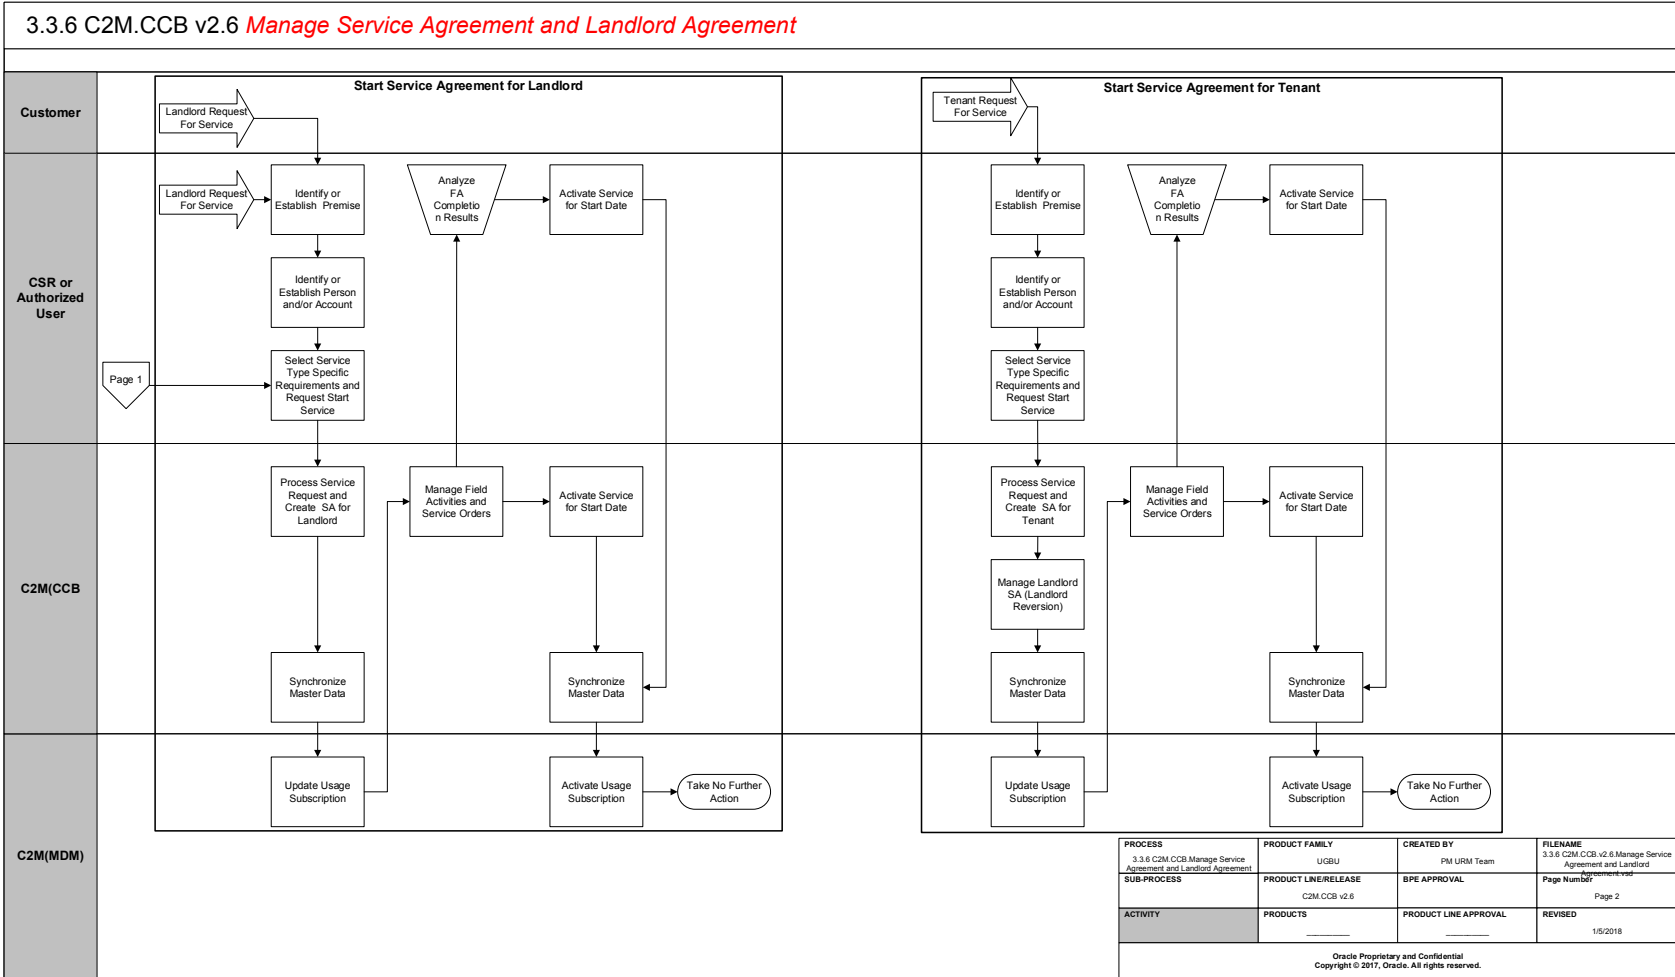 3.3.6 C2M.CCB v2.6 Manage Service Agreement and Landlord Agreement
Customer
CSR or
Authorized
User
C2M(CCB
C2M(MDM)
Start Service Agreement for Landlord
Landlord Request
For Service
Landlord Request
For Service
Identify or
Establish Premise
Identify or
Establish Person
and/or Account
Page 1
Select Service
Type Specific
Requirements and
Request Start
Service
Analyze
FA
Completio
n Results
Activate Service
for Start Date
Process Service
Request and
Create SA for
Landlord
Manage Field
Activities and
Service Orders
Activate Service
for Start Date
Synchronize
Master Data
Synchronize
Master Data
Update Usage
Subscription
Activate Usage
Subscription
Take No Further
Action
Start Service Agreement for Tenant
Tenant Request
For Service
Identify or
Establish Premise
Identify or
Establish Person
and/or Account
Select Service
Type Specific
Requirements and
Request Start
Service
Analyze
FA
Completio
n Results
Activate Service
for Start Date
Process Service
Request and
Create SA for
Tenant
Manage Field
Activities and
Service Orders
Activate Service
for Start Date
Manage Landlord
SA (Landlord
Reversion)
Synchronize
Master Data
Synchronize
Master Data
Update Usage
Subscription
Activate Usage
Subscription
Take No Further
Action
PROCESS
3.3.6 C2M.CCB.Manage Service
Agreement and Landlord Agreement
PRODUCT FAMILY
UGBU
CREATED BY
PM URM Team
FILENAME
3.3.6 C2M.CCB.v2.6.Manage Service
Agreement and Landlord
Agreement.vsd
SUB-PROCESS
PRODUCT LINE/RELEASE
C2M.CCB v2.6
BPE APPROVAL
Page Number
Page 2
ACTIVITY
PRODUCTS
PRODUCT LINE APPROVAL
REVISED
1/5/2018
Oracle Proprietary and Confidential
Copyright © 2017, Oracle. All rights reserved.